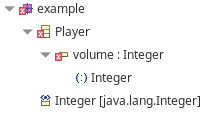 example
Player
volume : Integer
(:) Integer
Integer [java.lang.Integer]